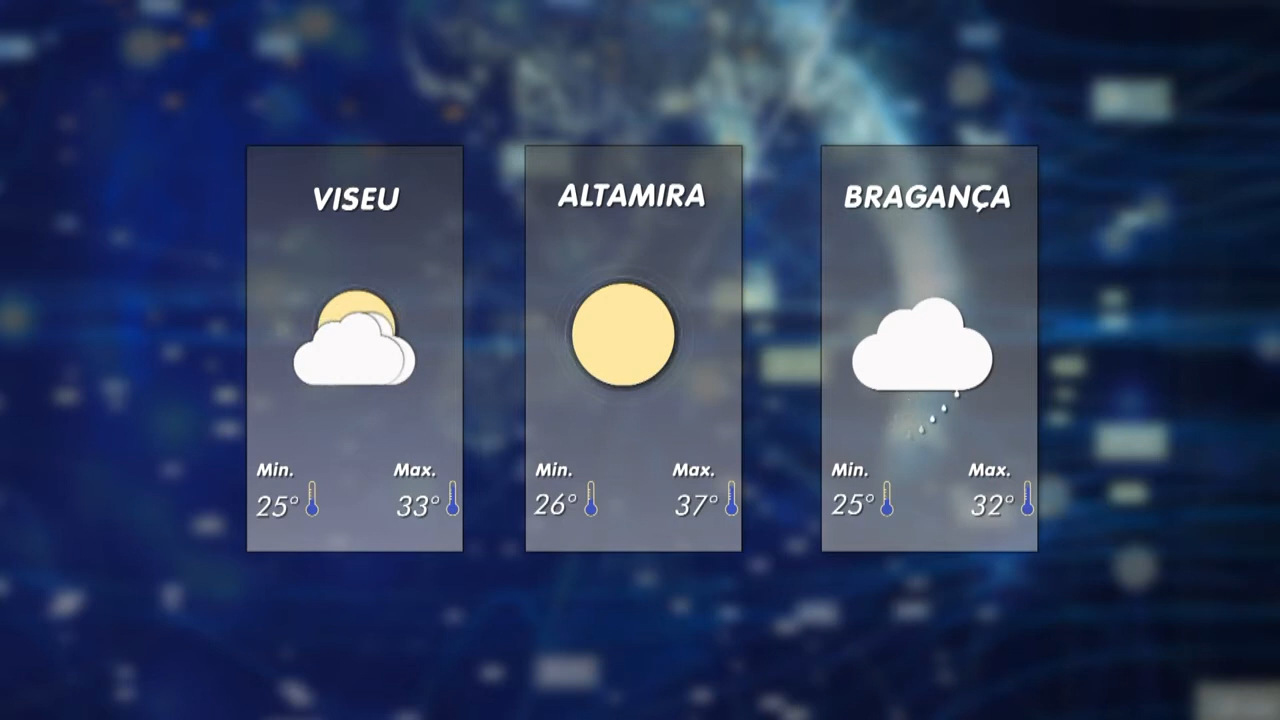 VISEU
Min. Max.
25° 33°
ALTAMIRA
Min. Max.
26° 37°
BRAGANÇA
Min. Max.
25° 32°